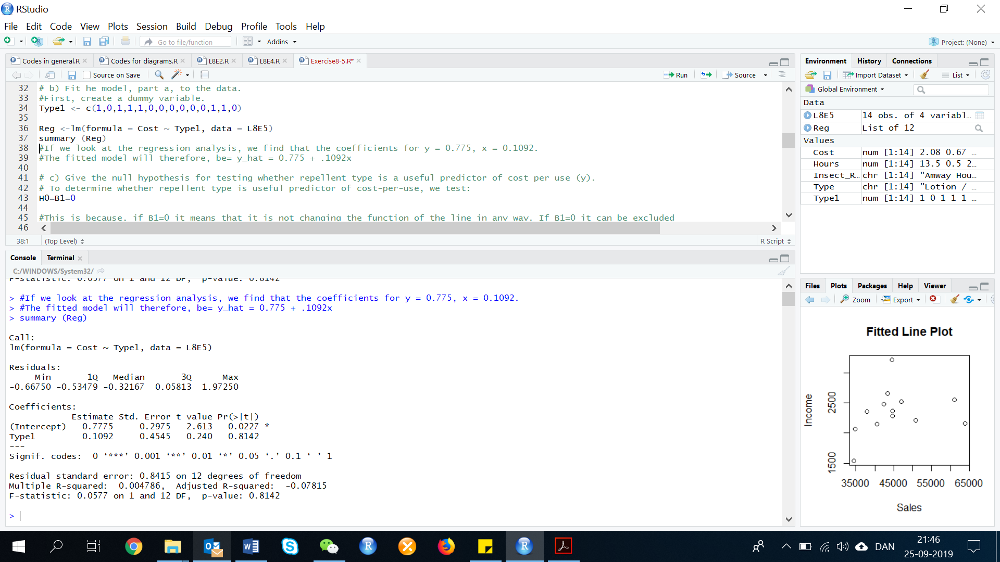 RStudio
File Edit Code View Plots Session Build Debug Profile Tools Help
Go to file/function Addins Project: (None)
Codes in general.R Codes for diagrams.R L8E2.R L8E4.R Exercise8-5.R*
Source on Save Run Source
32 # b) Fit he model, part a, to the data.
33 #First, create a dummy variable.
34 Type1 <- c(1,0,1,1,1,0,0,0,0,0,0,1,1,0)
35
36 Reg <-lm(formula = Cost ~ Type1, data = L8E5)
37 summary (Reg)
38 #If we look at the regression analysis, we find that the coefficients for y = 0.775, x = 0.1092.
39 #The fitted model will therefore, be= y_hat = 0.775 + .1092x
40
41 # c) Give the null hypothesis for testing whether repellent type is a useful predictor of cost per use (y).
42 # To determine whether repellent type is useful predictor of cost-per-use, we test:
43 H0=B1=0
44
45 #This is because, if B1=0 it means that it is not changing the function of the line in any way. If B1=0 it can be excluded
46
38:1 (Top Level) R Script
Console Terminal
C:/WINDOWS/System32/
F-statistic: 0.0577 on 1 and 12 DF, p-value: 0.8142
> #If we look at the regression analysis, we find that the coefficients for y = 0.775, x = 0.1092.
> #The fitted model will therefore, be= y_hat = 0.775 + .1092x
> summary (Reg)
Call:
lm(formula = Cost ~ Type1, data = L8E5)
Residuals:
Min 1Q Median 3Q Max
-0.66750 -0.53479 -0.32167 0.05813 1.97250
Coefficients:
Estimate Std. Error t value Pr(>|t|)
(Intercept) 0.7775 0.2975 2.613 0.0227 *
Type1 0.1092 0.4545 0.240 0.8142
---
Signif. codes: 0 ‘***’ 0.001 ‘**’ 0.01 ‘*’ 0.05 ‘.’ 0.1 ‘ ’ 1
Residual standard error: 0.8415 on 12 degrees of freedom
Multiple R-squared: 0.004786, Adjusted R-squared: -0.07815
F-statistic: 0.0577 on 1 and 12 DF, p-value: 0.8142
>
Environment History Connections
Import Dataset List
Global Environment
Data
L8E5 14 obs. of 4 variabl...
Reg List of 12
Values
Cost num [1:14] 2.08 0.67 ...
Hours num [1:14] 13.5 0.5 2...
Insect_R... chr [1:14] "Amway Hou...
Type chr [1:14] "Lotion / ...
Type1 num [1:14] 1 0 1 1 1 ...
Files Plots Packages Help Viewer
Zoom Export
Fitted Line Plot
Income
2500
1500
35000 45000 55000 65000
Sales
DAN
21:46
25-09-2019